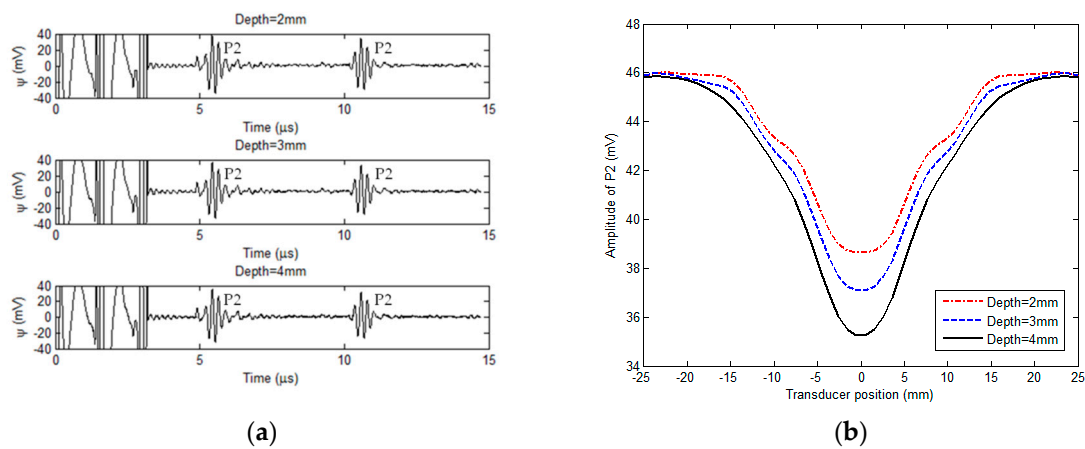 Depth=2mm
40
20
0
-20
-40
ψ (mV)
P2
P2
0
5
10
15
Time (μs)
Depth=3mm
40
20
0
-20
-40
ψ (mV)
P2
P2
0
5
10
15
Time (μs)
Depth=4mm
40
20
0
-20
-40
ψ (mV)
P2
P2
0
5
10
15
Time (μs)
(a)
48
46
44
42
40
38
36
34
Amplitude of P2 (mV)
Depth=2mm
Depth=3mm
Depth=4mm
-25 -20 -15 -10 -5 0 5 10 15 20 25
Transducer position (mm)
(b)